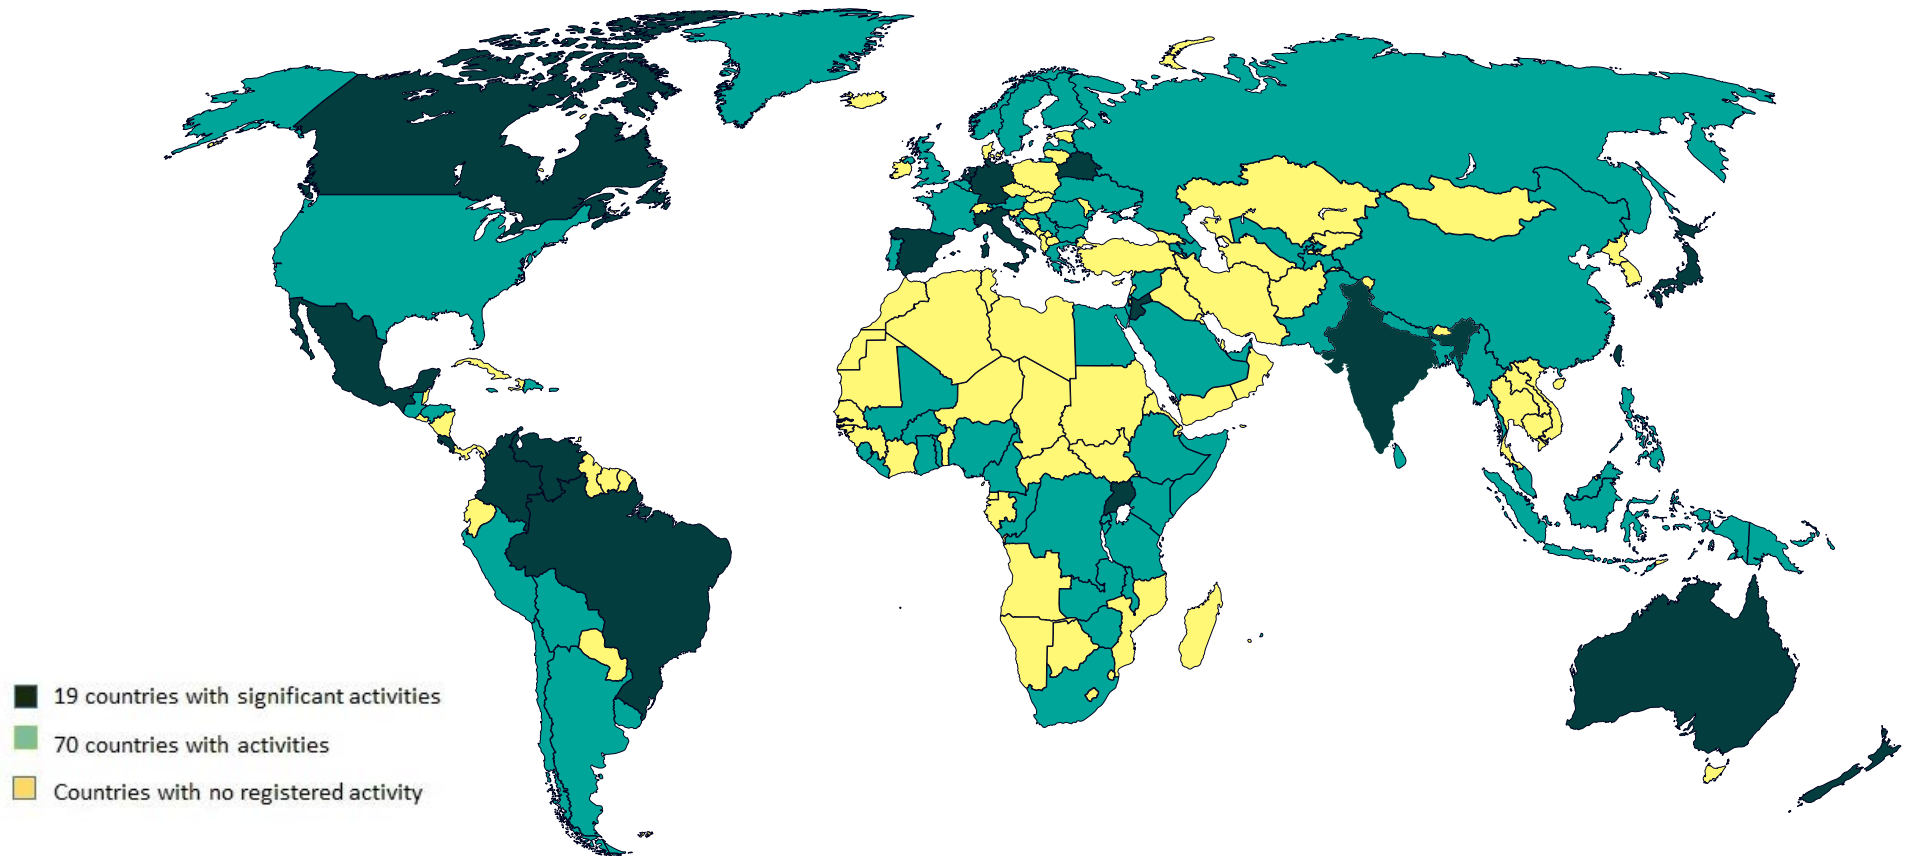 19 countries with significant activities
70 countries with activities
Countries with no registered activity